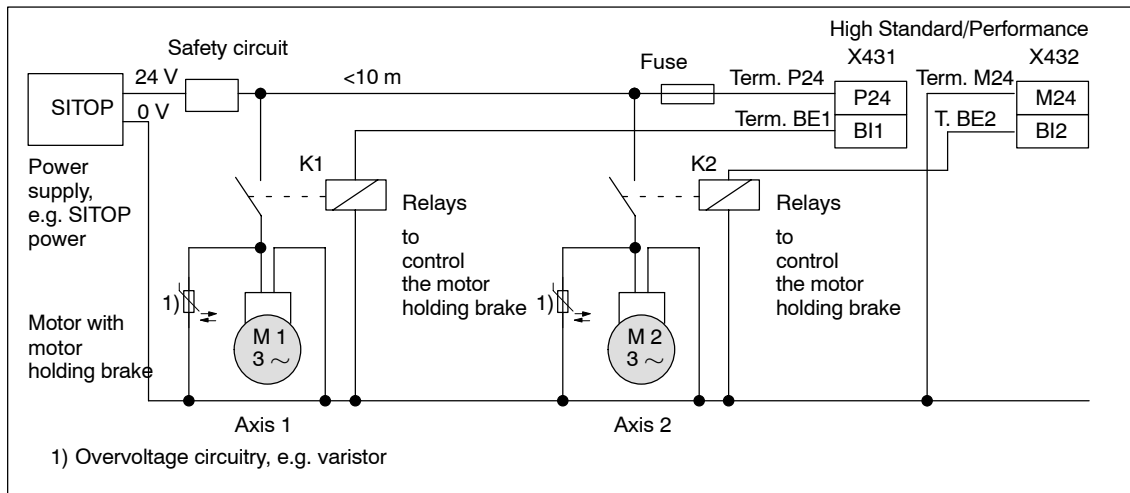 High Standard/Performance
Safety circuit
X431
X432
24 V
<10 m
Fuse
Term. P24
Term. M24
SITOP
P24
M24
0 V
Term. BE1
BI1
T. BE2
BI2
Power
supply,
e.g. SITOP
power
K1
K2
Relays
to
control
the motor
holding brake
Relays
to
control
the motor
holding brake
1)
1)
Motor with
motor
holding brake
M 1
3 ~
M 2
3 ~
Axis 1
Axis 2
1) Overvoltage circuitry, e.g. varistor